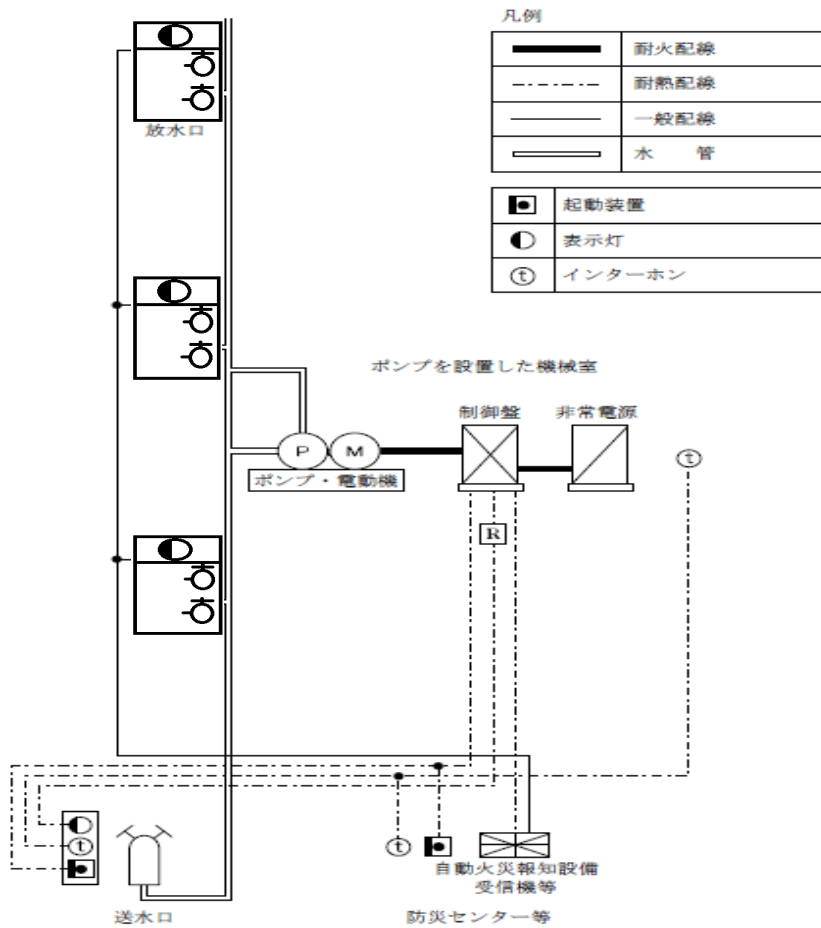 凡例
耐火配線
耐熱配線
一般配線
水 管
起動装置
表示灯
t インターホン
放水口
ポンプを設置した機械室
制御盤 非常電源
P M
t
ポンプ・電動機
R
t
t
自動火災報知設備
受信機等
送水口
防災センター等